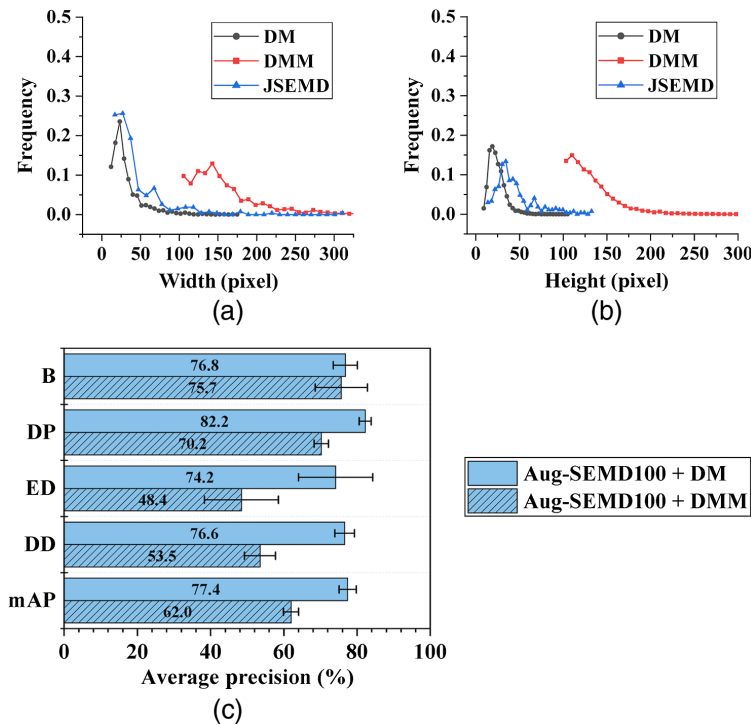 0.5
0.4
0.3
0.2
0.1
0.0
Frequency
DM
DMM
JSEMD
0 50 100 150 200 250 300
Width (pixel)
(a)
0.5
0.4
0.3
0.2
0.1
0.0
Frequency
DM
DMM
JSEMD
0 50 100 150 200 250 300
Height (pixel)
(b)
B
76.8
75.7
DP
82.2
70.2
ED
74.2
48.4
DD
76.6
53.5
mAP
77.4
62.0
0 20 40 60 80 100
Average precision (%)
(c)
Aug-SEMD100 + DM
Aug-SEMD100 + DMM